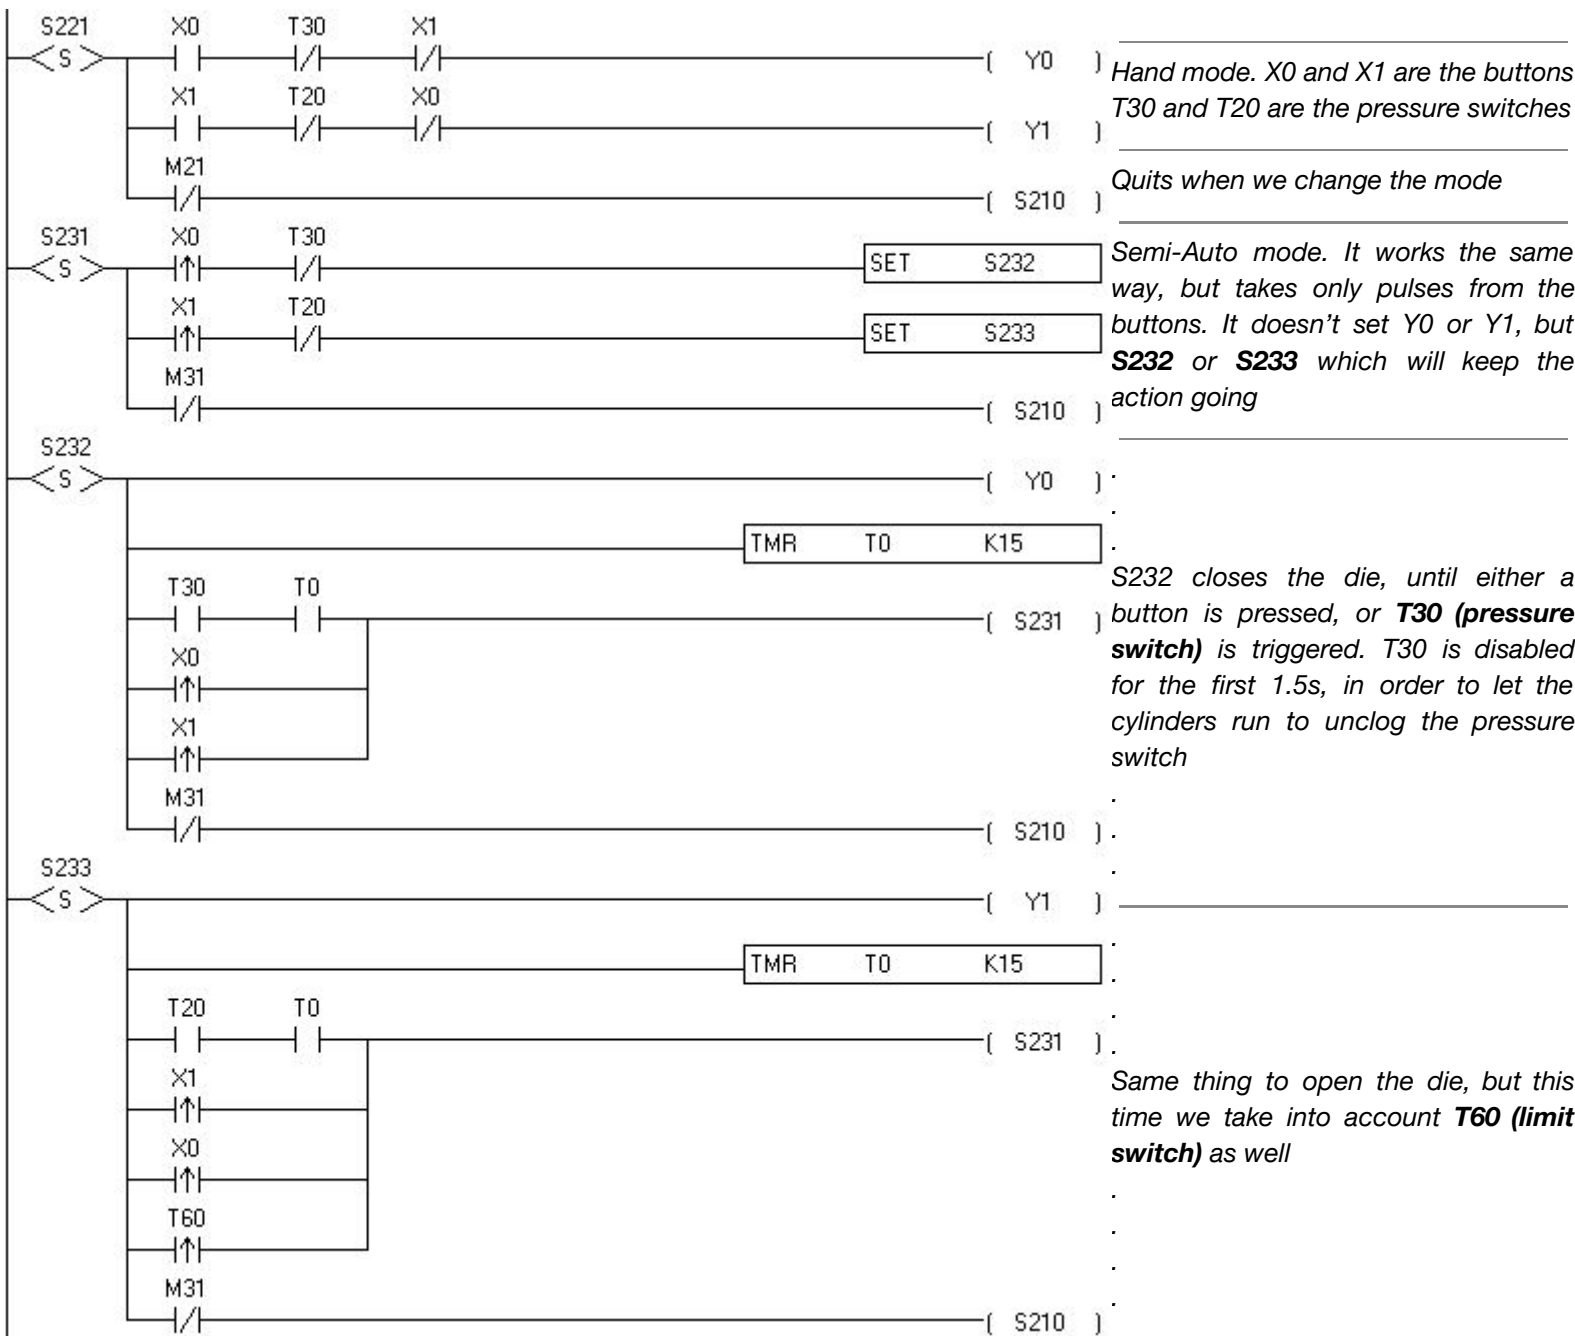 S221 X0 T30 X1
S Y0
X1 T20 X0
Y1
M21
S210
Hand mode. X0 and X1 are the buttons
T30 and T20 are the pressure switches
Quits when we change the mode
S231 X0 T30
S SET S232
X1 T20
SET S233
M31
S210
Semi-Auto mode. It works the same
way, but takes only pulses from the
buttons. It doesn't set Y0 or Y1, but
S232 or S233 which will keep the
action going
S232
S Y0
TMR T0 K15
T30 T0
S231
X0
X1
M31
S210
.
.
.
S232 closes the die, until either a
button is pressed, or T30 (pressure
switch) is triggered. T30 is disabled
for the first 1.5s, in order to let the
cylinders run to unclog the pressure
switch
.
.
.
S233
S Y1
TMR T0 K15
T20 T0
S231
X1
X0
T60
M31
S210
.
.
.
.
Same thing to open the die, but this
time we take into account T60 (limit
switch) as well
.
.
.
.